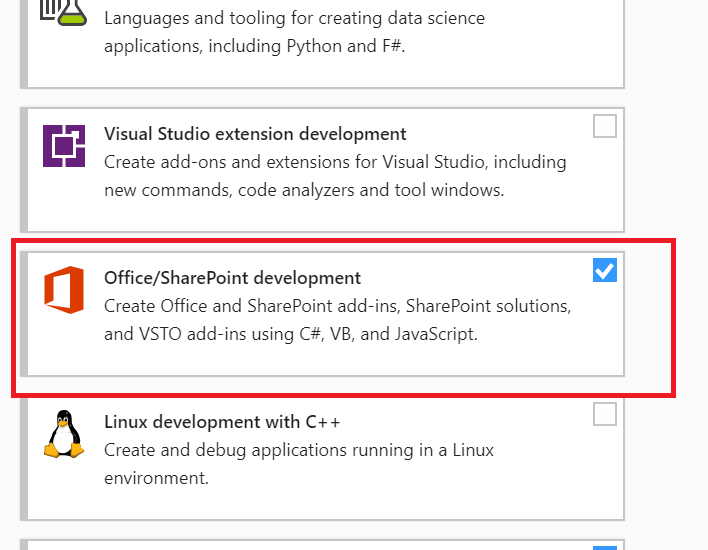 Languages and tooling for creating data science
applications, including Python and F#.
Visual Studio extension development
Create add-ons and extensions for Visual Studio, including
new commands, code analyzers and tool windows.
Office/SharePoint development
Create Office and SharePoint add-ins, SharePoint solutions,
and VSTO add-ins using C#, VB, and JavaScript.
Linux development with C++
Create and debug applications running in a Linux
environment.